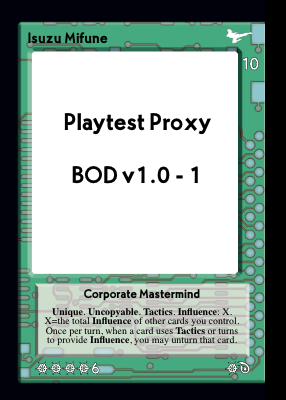 Isuzu Mifune
10
Playtest Proxy
BOD v1.0 - 1
Corporate Mastermind
Unique. Uncopyable. Tactics. Influence: X.
X=the total Influence of other cards you control.
Once per turn, when a card uses Tactics or turns
to provide Influence, you may unturn that card.
6